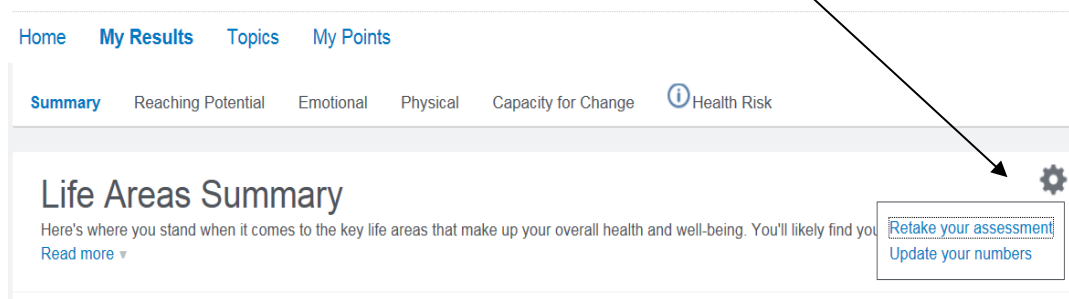 Home My Results Topics My Points
Summary Reaching Potential Emotional Physical Capacity for Change Health Risk
Life Areas Summary
Here's where you stand when it comes to the key life areas that make up your overall health and well-being. You'll likely find
Read more
Retake your assessment
Update your numbers